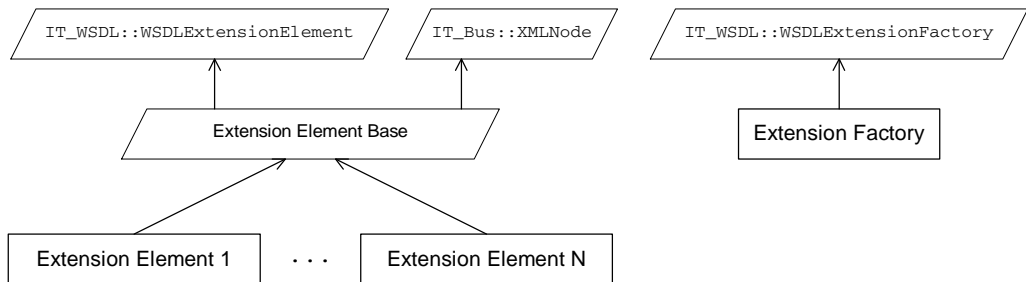 IT_WSDL::WSDLExtensionElement
IT_Bus::XMLNode
IT_WSDL::WSDLExtensionFactory
Extension Element Base
Extension Factory
Extension Element 1
. . .
Extension Element N